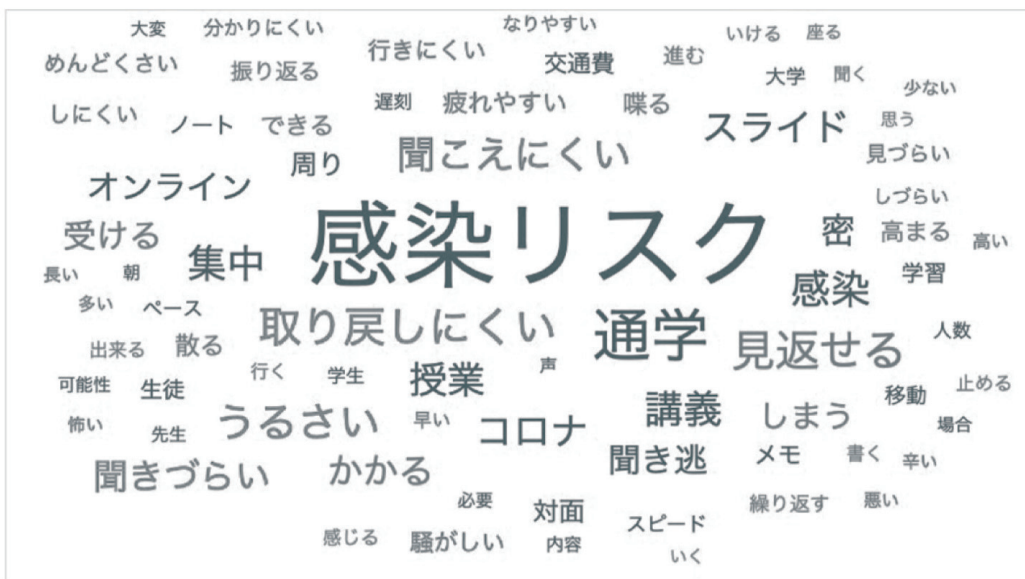 大変 分かりにくい なりやすい いける 座る
めんどくさい 振り返る 行きにくい 交通費 進む 大学 聞く 少ない
しにくい ノート できる 遅刻 疲れやすい 喋る スライド 思う
オンライン 周り 聞こえにくい 見づらい
受ける 集中 感染リスク 密 しづらい 高まる 高い
長い 朝 感染 学習
多い ペース 取り戻しにくい 通学 見返せる 人数
出来る 散る 行く 学生 授業 声 移動 止める
可能性 生徒 うるさい 早い コロナ 講義 しまう 場合
怖い 先生 聞き逃 メモ 書く 辛い
聞きづらい かかる 必要 対面 スピード 繰り返す 悪い
感じる 騒がしい 内容 いく